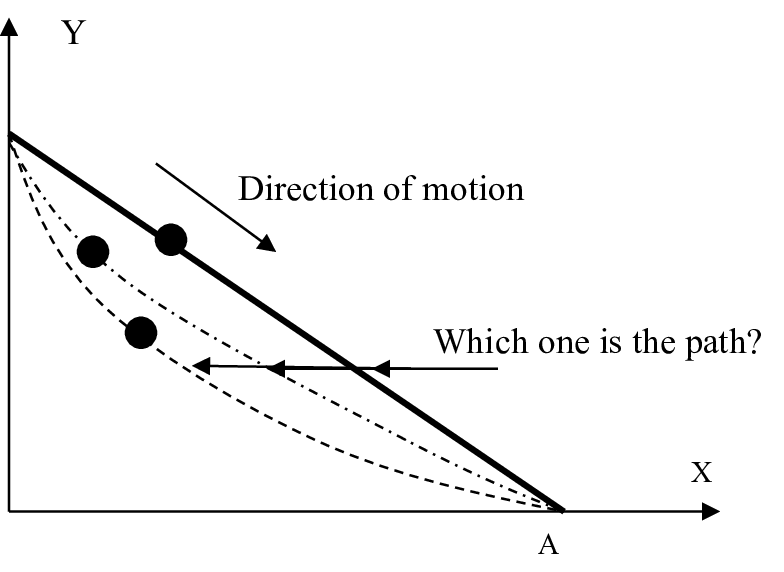 Y
Direction of motion
Which one is the path?
X
A